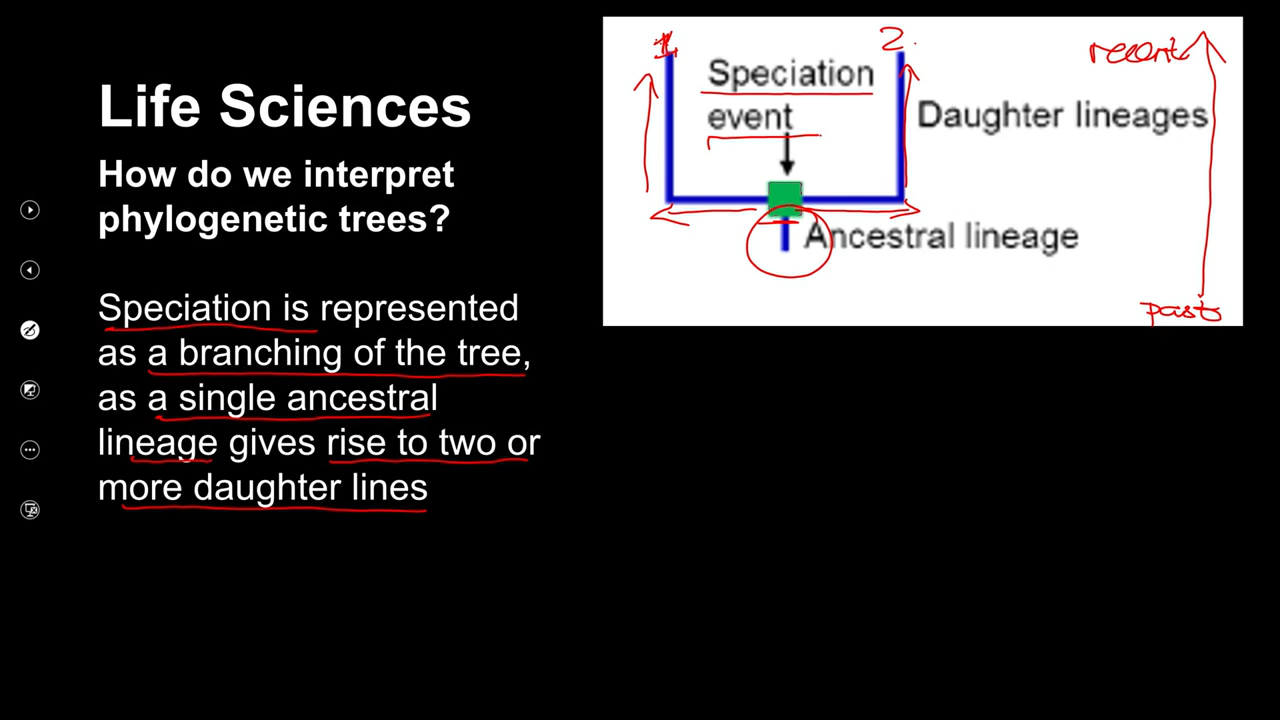 Life Sciences
How do we interpret
phylogenetic trees?
Speciation is represented
as a branching of the tree,
as a single ancestral
lineage gives rise to two or
more daughter lines
1.
2.
recent
Speciation
event
Daughter lineages
Ancestral lineage
past